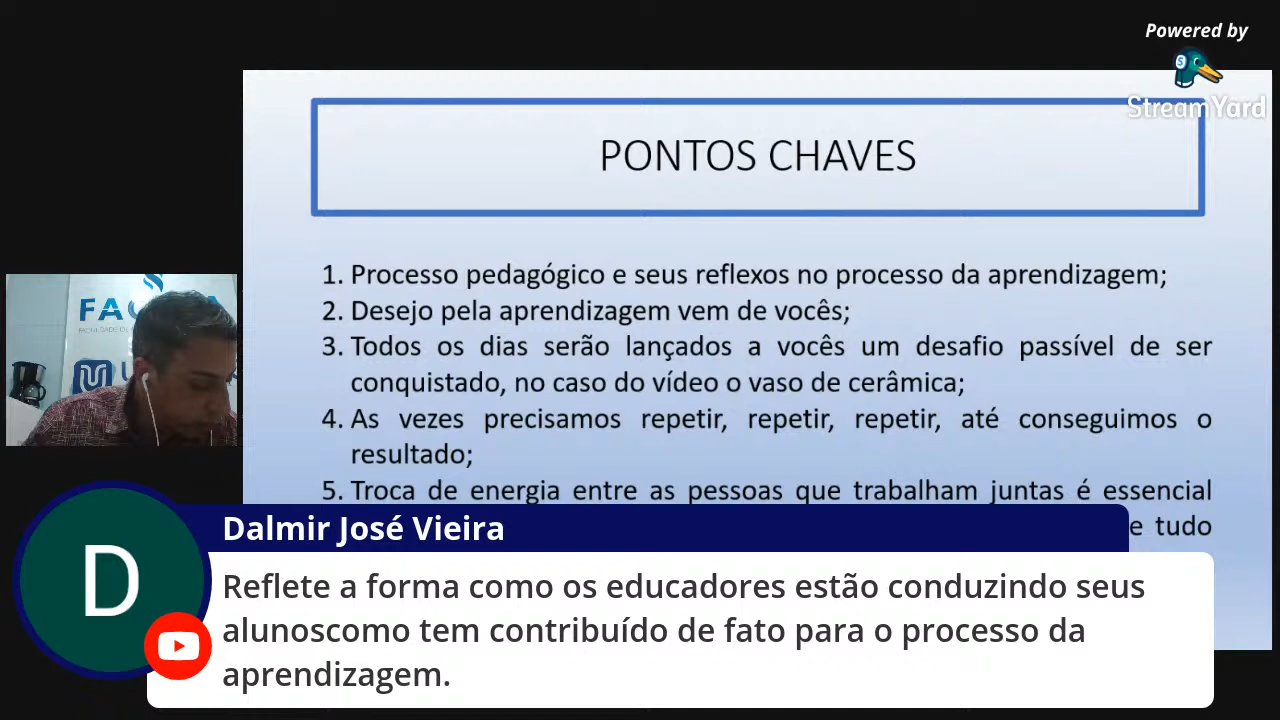 Powered by
StreamYard
PONTOS CHAVES
1. Processo pedagógico e seus reflexos no processo da aprendizagem;
2. Desejo pela aprendizagem vem de vocês;
3. Todos os dias serão lançados a vocês um desafio passível de ser
conquistado, no caso do vídeo o vaso de cerâmica;
4. As vezes precisamos repetir, repetir, repetir, até conseguimos o
resultado;
5. Troca de energia entre as pessoas que trabalham juntas é essencial
e tudo
D
Dalmir José Vieira
Reflete a forma como os educadores estão conduzindo seus
alunoscomo tem contribuído de fato para o processo da
aprendizagem.